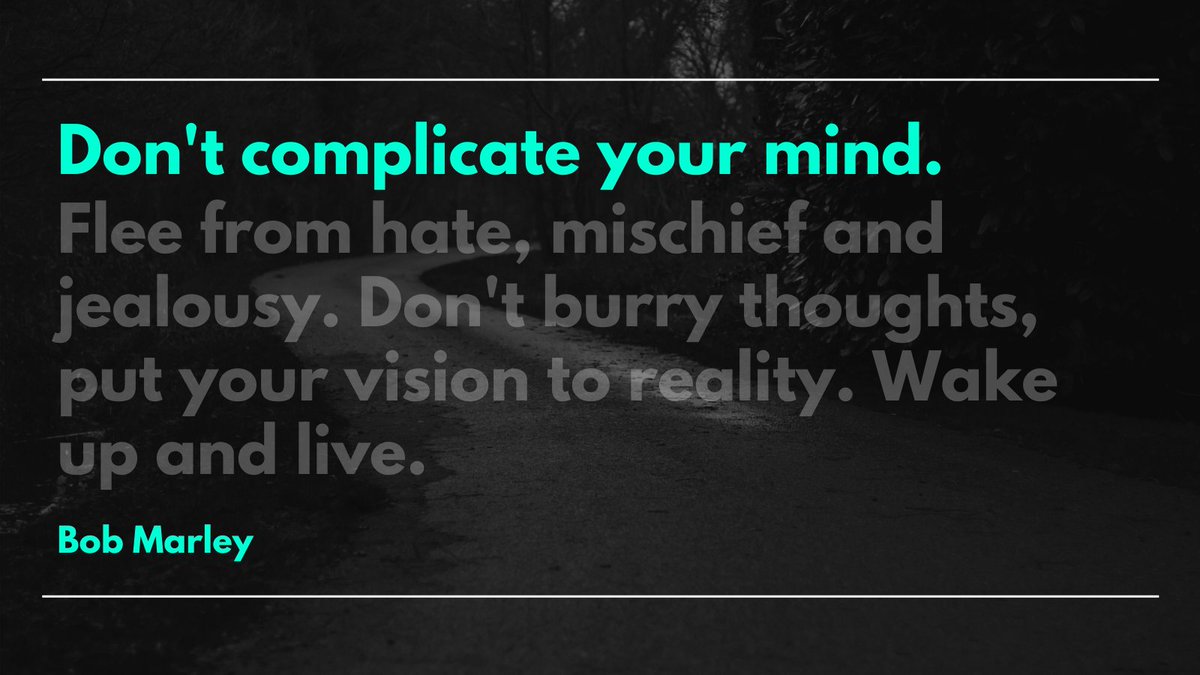 Don't complicate your mind.
Flee from hate, mischief and
jealousy. Don't burry thoughts,
put your vision to reality. Wake
up and live.
Bob Marley